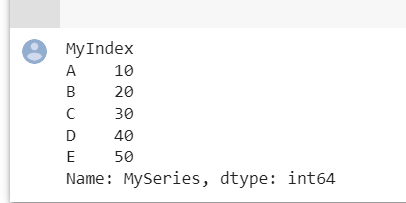 MyIndex
A    10
B    20
C    30
D    40
E    50
Name: MySeries, dtype: int64